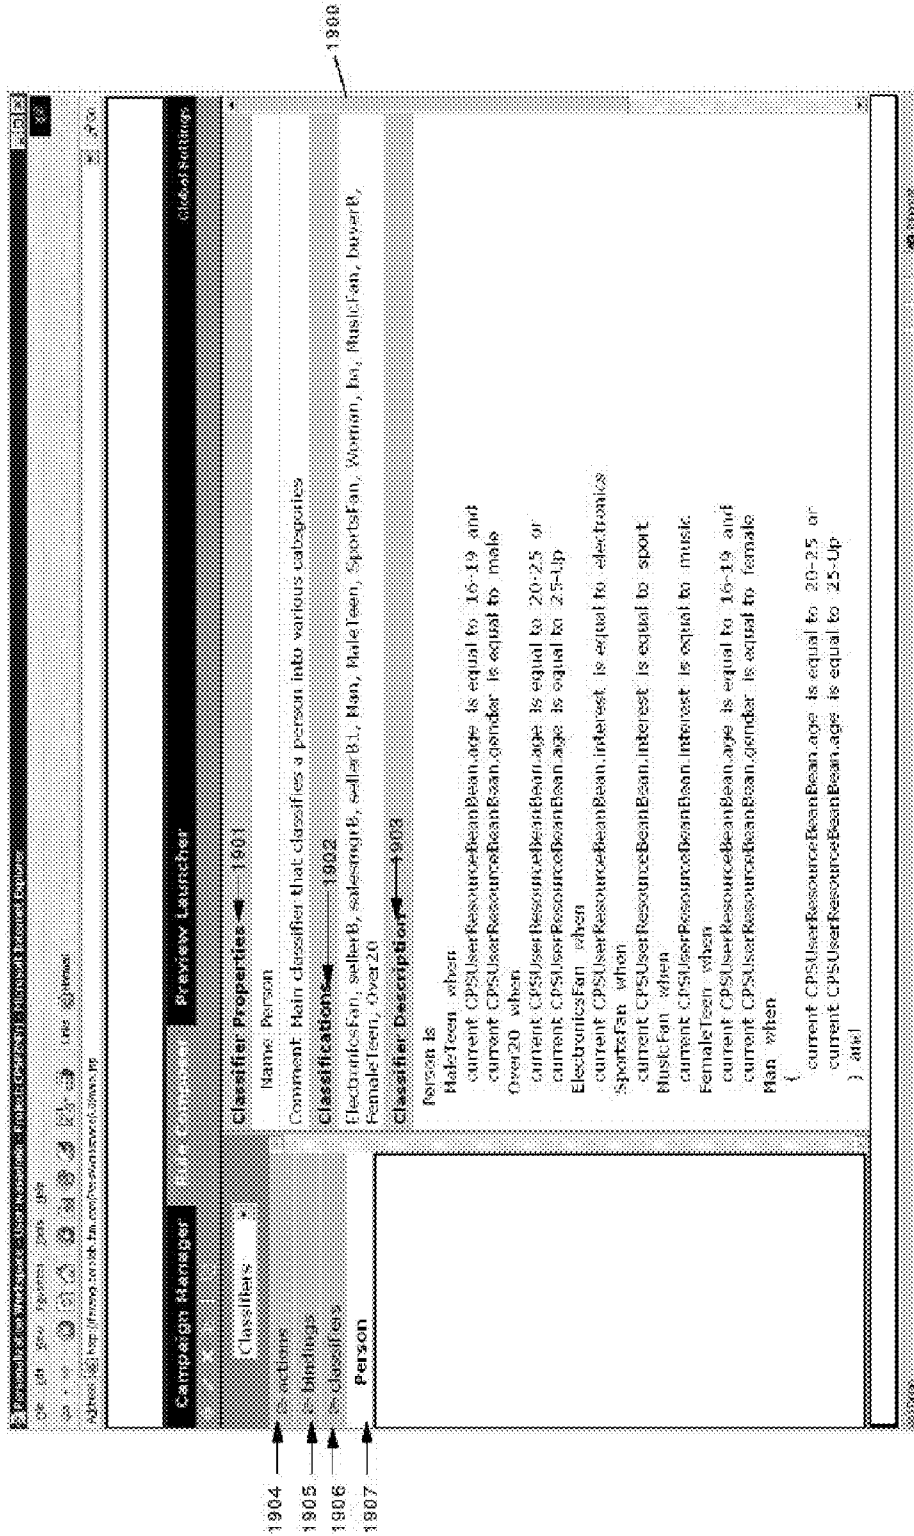 1900
Campaign Manager
Preview Launcher
Global Settings
Classifiers
1904
actions
1905
bindings
1906
classifiers
1907
Person
Classifier Properties 1901
Name Person
Comment Main classifier that classifies a person into various categories
Classifications 1902
ElectronicsFan, sellerB, salesmgrB, sellerB1, Man, MaleTeen, SportsFan, Woman, ba, MusicFan, buyerB,
FemaleTeen, Over20
Classifier Description 1903
Person is
MaleTeen when
current CPSUserResourceBeanBean.age is equal to 16-19 and
current CPSUserResourceBeanBean.gender is equal to male
Over20 when
current CPSUserResourceBeanBean.age is equal to 20-25 or
current CPSUserResourceBeanBean.age is equal to 25-Up
ElectronicsFan when
current CPSUserResourceBeanBean.interest is equal to electronics
SportsFan when
current CPSUserResourceBeanBean.interest is equal to sport
MusicFan when
current CPSUserResourceBeanBean.interest is equal to music
FemaleTeen when
current CPSUserResourceBeanBean.age is equal to 16-19 and
current CPSUserResourceBeanBean.gender is equal to female
Man when
{
current CPSUserResourceBeanBean.age is equal to 20-25 or
current CPSUserResourceBeanBean.age is equal to 25-Up
} and